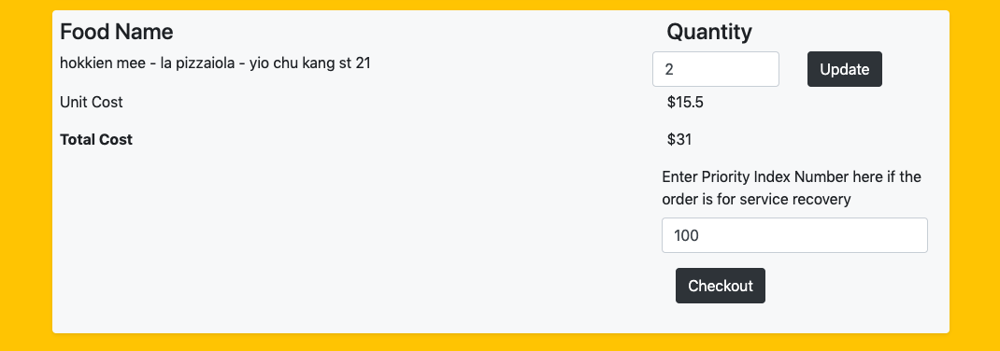 Food Name
Quantity
hokkien mee - la pizzaiola - yio chu kang st 21
2
Update
Unit Cost
$15.5
Total Cost
$31
Enter Priority Index Number here if the
order is for service recovery
100
Checkout